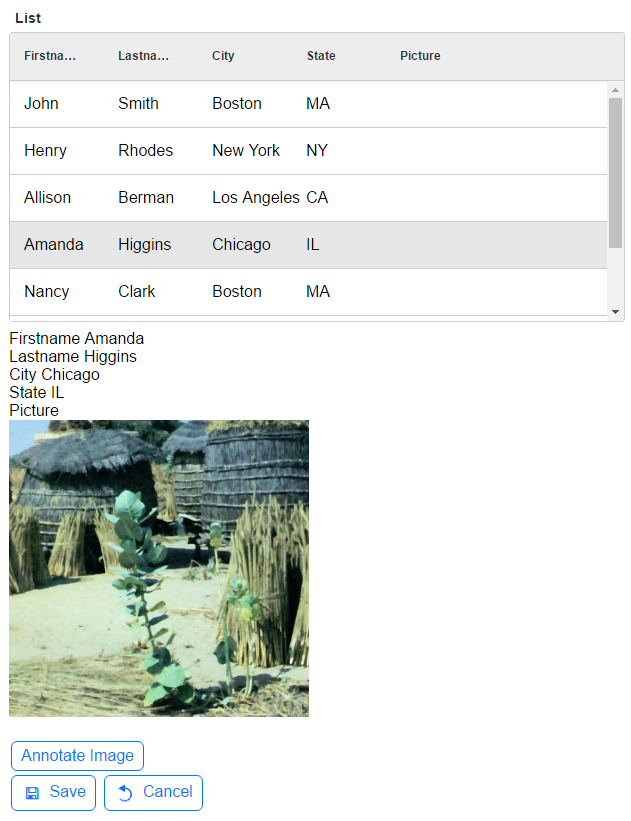 List
Firstna... Lastna... City State Picture
John Smith Boston MA
Henry Rhodes New York NY
Allison Berman Los Angeles CA
Amanda Higgins Chicago IL
Nancy Clark Boston MA
Firstname Amanda
Lastname Higgins
City Chicago
State IL
Picture
Annotate Image
Save Cancel